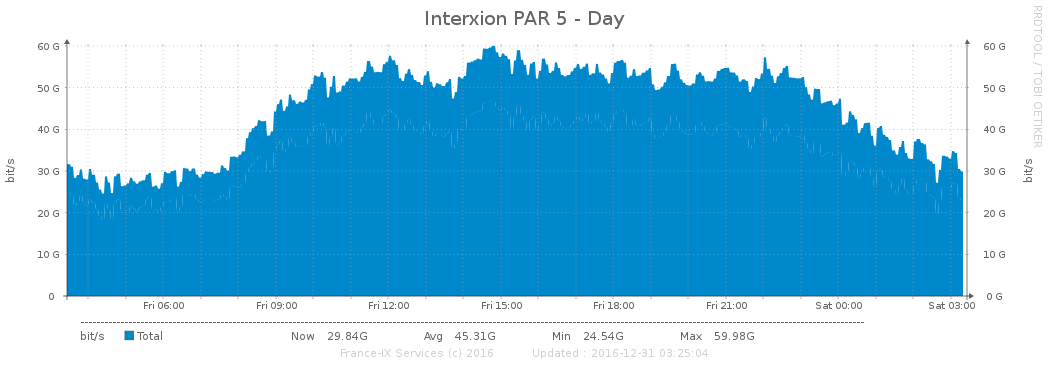 Interxion PAR 5 - Day
RRDTOOL / TOBI OETIKER
bit/s
60 G
50 G
40 G
30 G
20 G
10 G
0
60 G
50 G
40 G
30 G
20 G
10 G
0 G
bit/s
Fri 06:00 Fri 09:00 Fri 12:00 Fri 15:00 Fri 18:00 Fri 21:00 Sat 00:00 Sat 03:00
bit/s Total Now 29.84G Avg 45.31G Min 24.54G Max 59.98G
France-IX Services (c) 2016 Updated : 2016-12-31 03:25:04